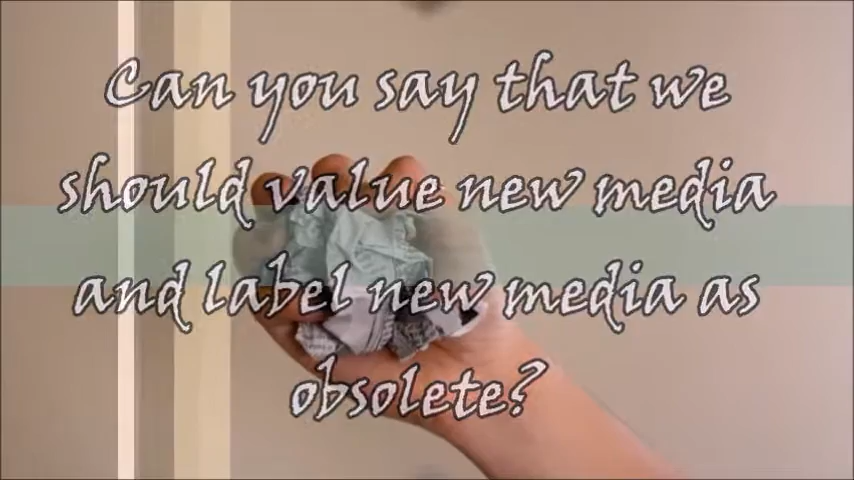 Can you say that we
should value new media
and label new media as
obsolete?